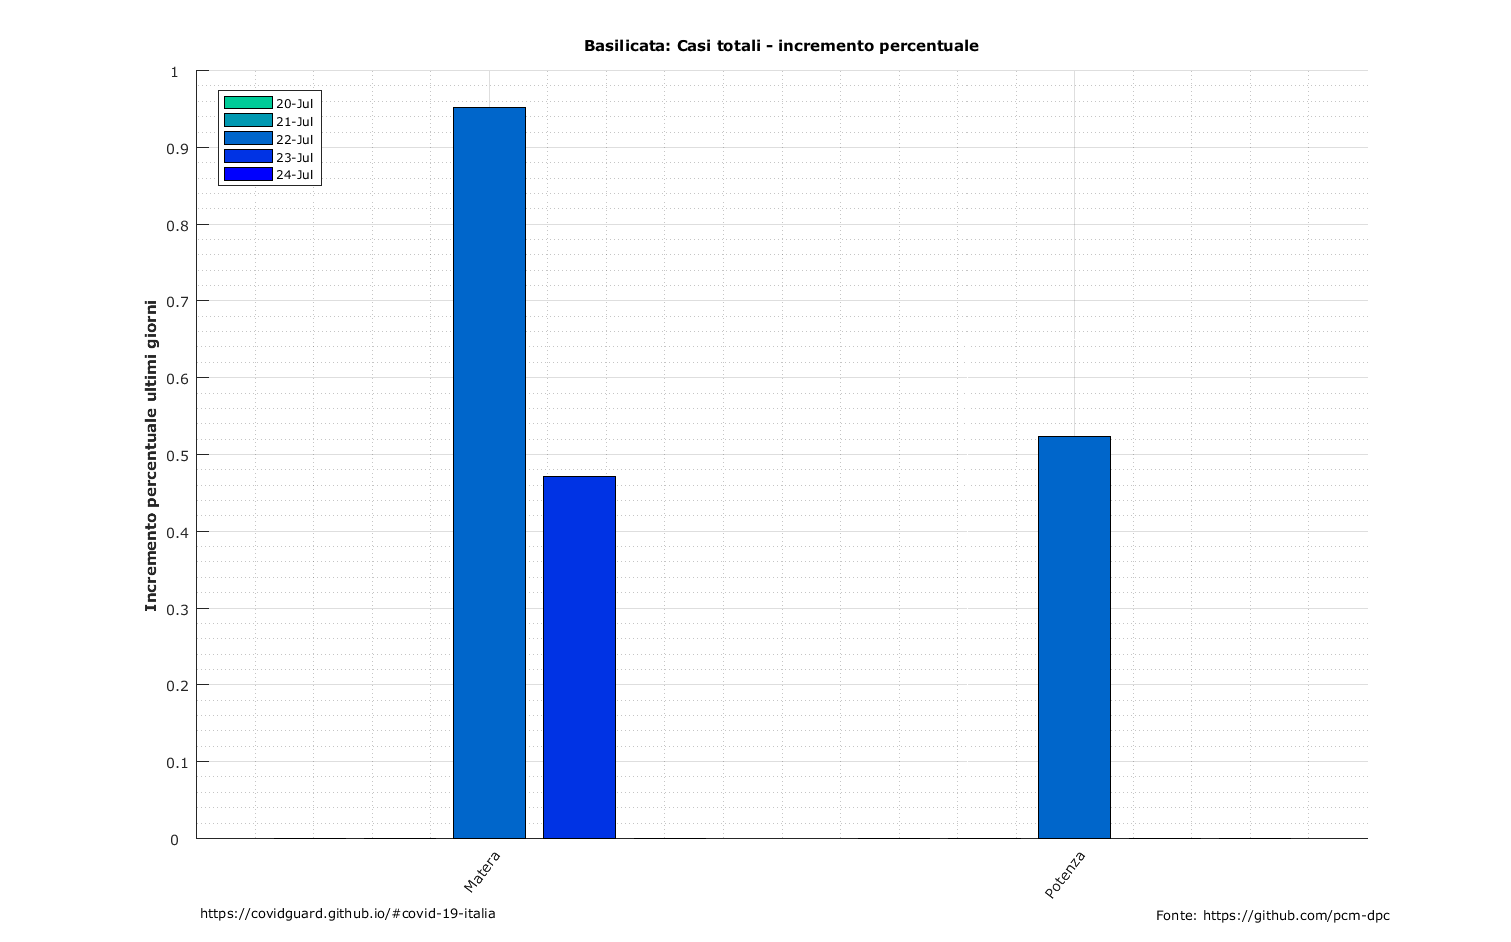 Basilicata: Casi totali - incremento percentuale
1
0.9
0.8
0.7
0.6
0.5
0.4
0.3
0.2
0.1
0
Incremento percentuale ultimi giorni
20-Jul
21-Jul
22-Jul
23-Jul
24-Jul
Matera
Potenza
https://covidguard.github.io/#covid-19-italia
Fonte: https://github.com/pcm-dpc